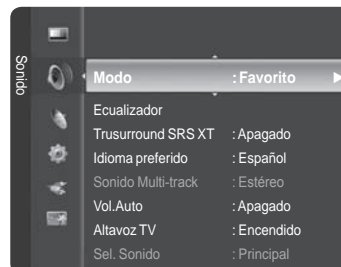 Sonido
Modo : Favorito
Ecualizador
Trusurround SRS XT : Apagado
Idioma preferido : Español
Sonido Multi-track : Estéreo
Vol.Auto : Apagado
Altavoz TV : Encendido
Sel. Sonido : Principal